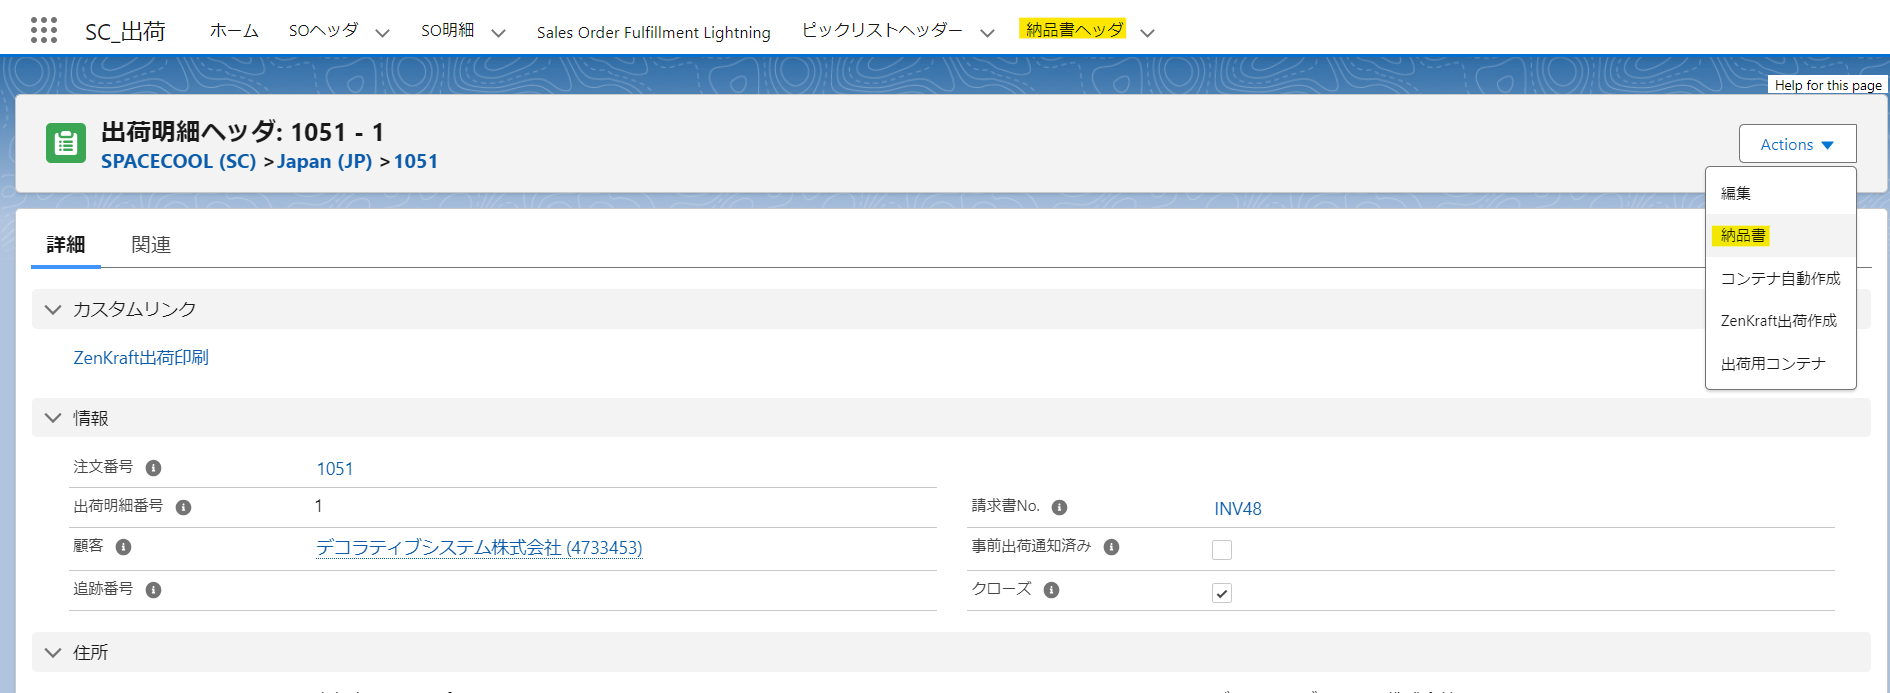 SC_出荷 ホーム SOヘッダ SO明細 Sales Order Fulfillment Lightning ピックリストヘッダー 納品書ヘッダ
Help for this page
出荷明細ヘッダ: 1051 - 1
SPACECOOL (SC) >Japan (JP) >1051
Actions
編集
納品書
コンテナ自動作成
ZenKraft出荷作成
出荷用コンテナ
詳細 関連
カスタムリンク
ZenKraft出荷印刷
情報
注文番号 1051
出荷明細番号 1 請求書No. INV48
顧客 デコラティブシステム株式会社 (4733453) 事前出荷通知済み
追跡番号 クローズ
住所